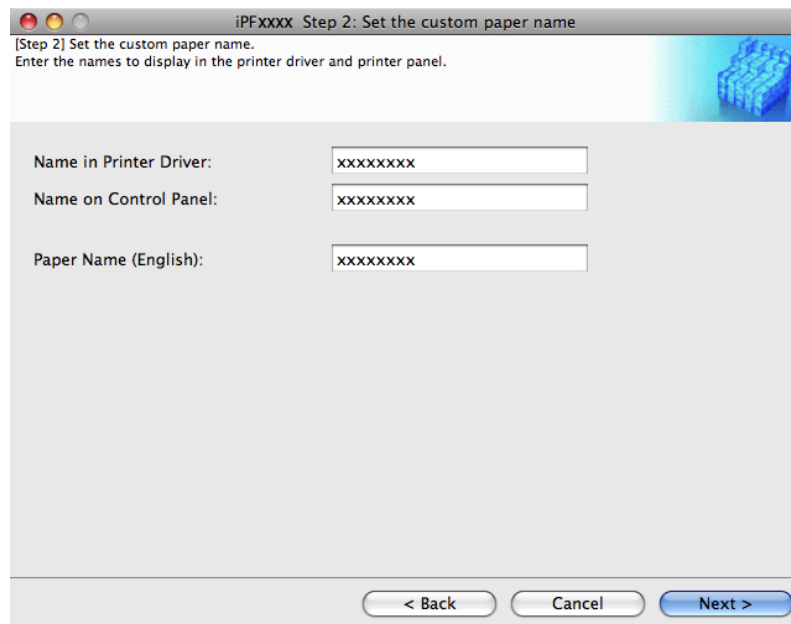 iPFxxxx Step 2: Set the custom paper name
[Step 2] Set the custom paper name.
Enter the names to display in the printer driver and printer panel.
Name in Printer Driver: xxxxxxxx
Name on Control Panel: xxxxxxxx
Paper Name (English): xxxxxxxx
< Back Cancel Next >